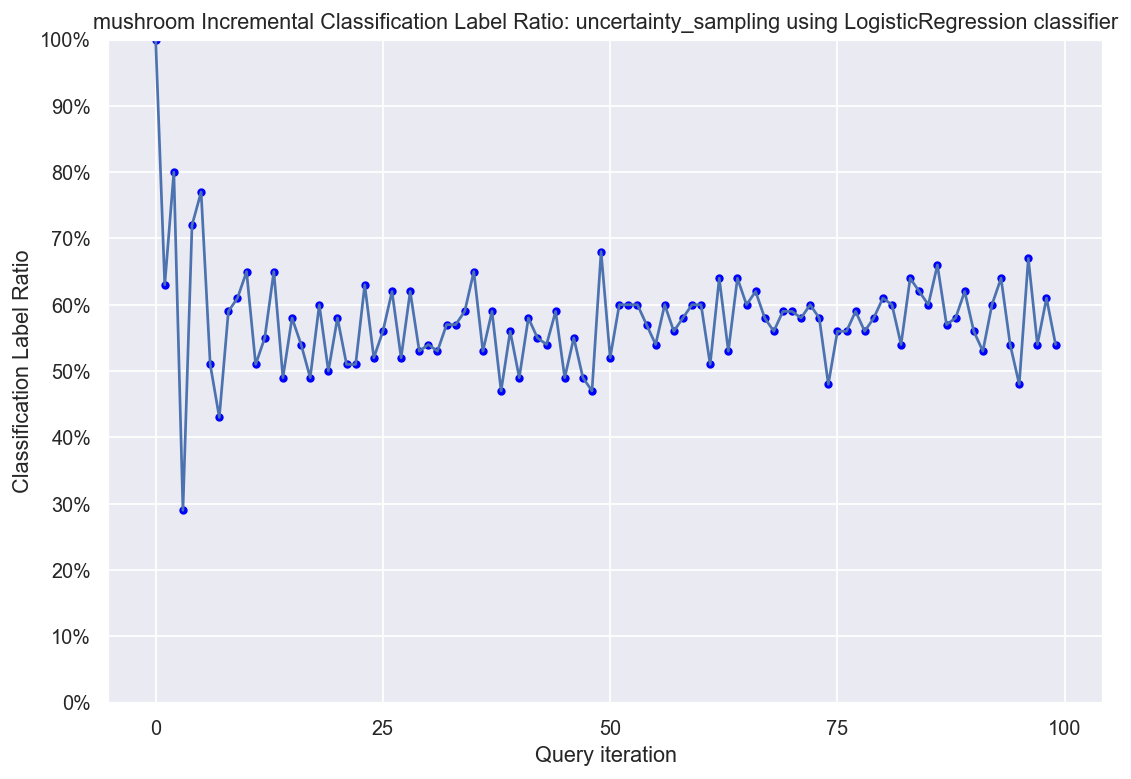 mushroom Incremental Classification Label Ratio: uncertainty_sampling using LogisticRegression classifier
100%
90%
80%
70%
60%
50%
40%
30%
20%
10%
0%
Classification Label Ratio
0 25 50 75 100
Query iteration